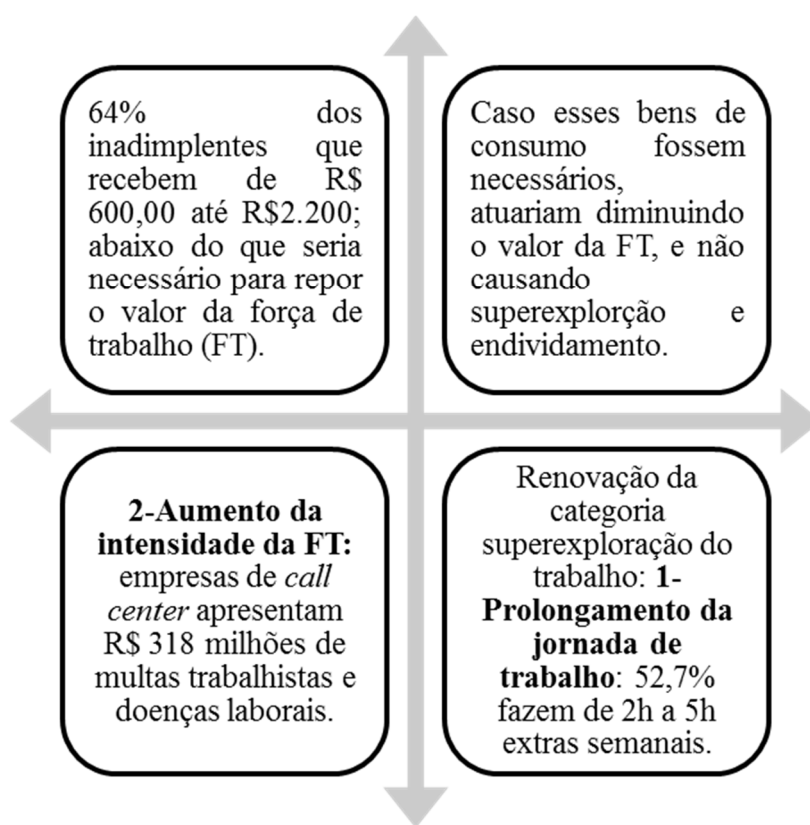 64% dos
inadimplentes que
recebem de R$
600,00 até R$2.200;
abaixo do que seria
necessário para repor
o valor da força de
trabalho (FT).
Caso esses bens de
consumo fossem
necessários,
atuariam diminuindo
o valor da FT, e não
causando
superexplorção e
endividamento.
2-Aumento da
intensidade da FT:
empresas de call
center apresentam
R$ 318 milhões de
multas trabalhistas e
doenças laborais.
Renovação da
categoria
superexploração do
trabalho: 1-
Prolongamento da
jornada de
trabalho: 52,7%
fazem de 2h a 5h
extras semanais.